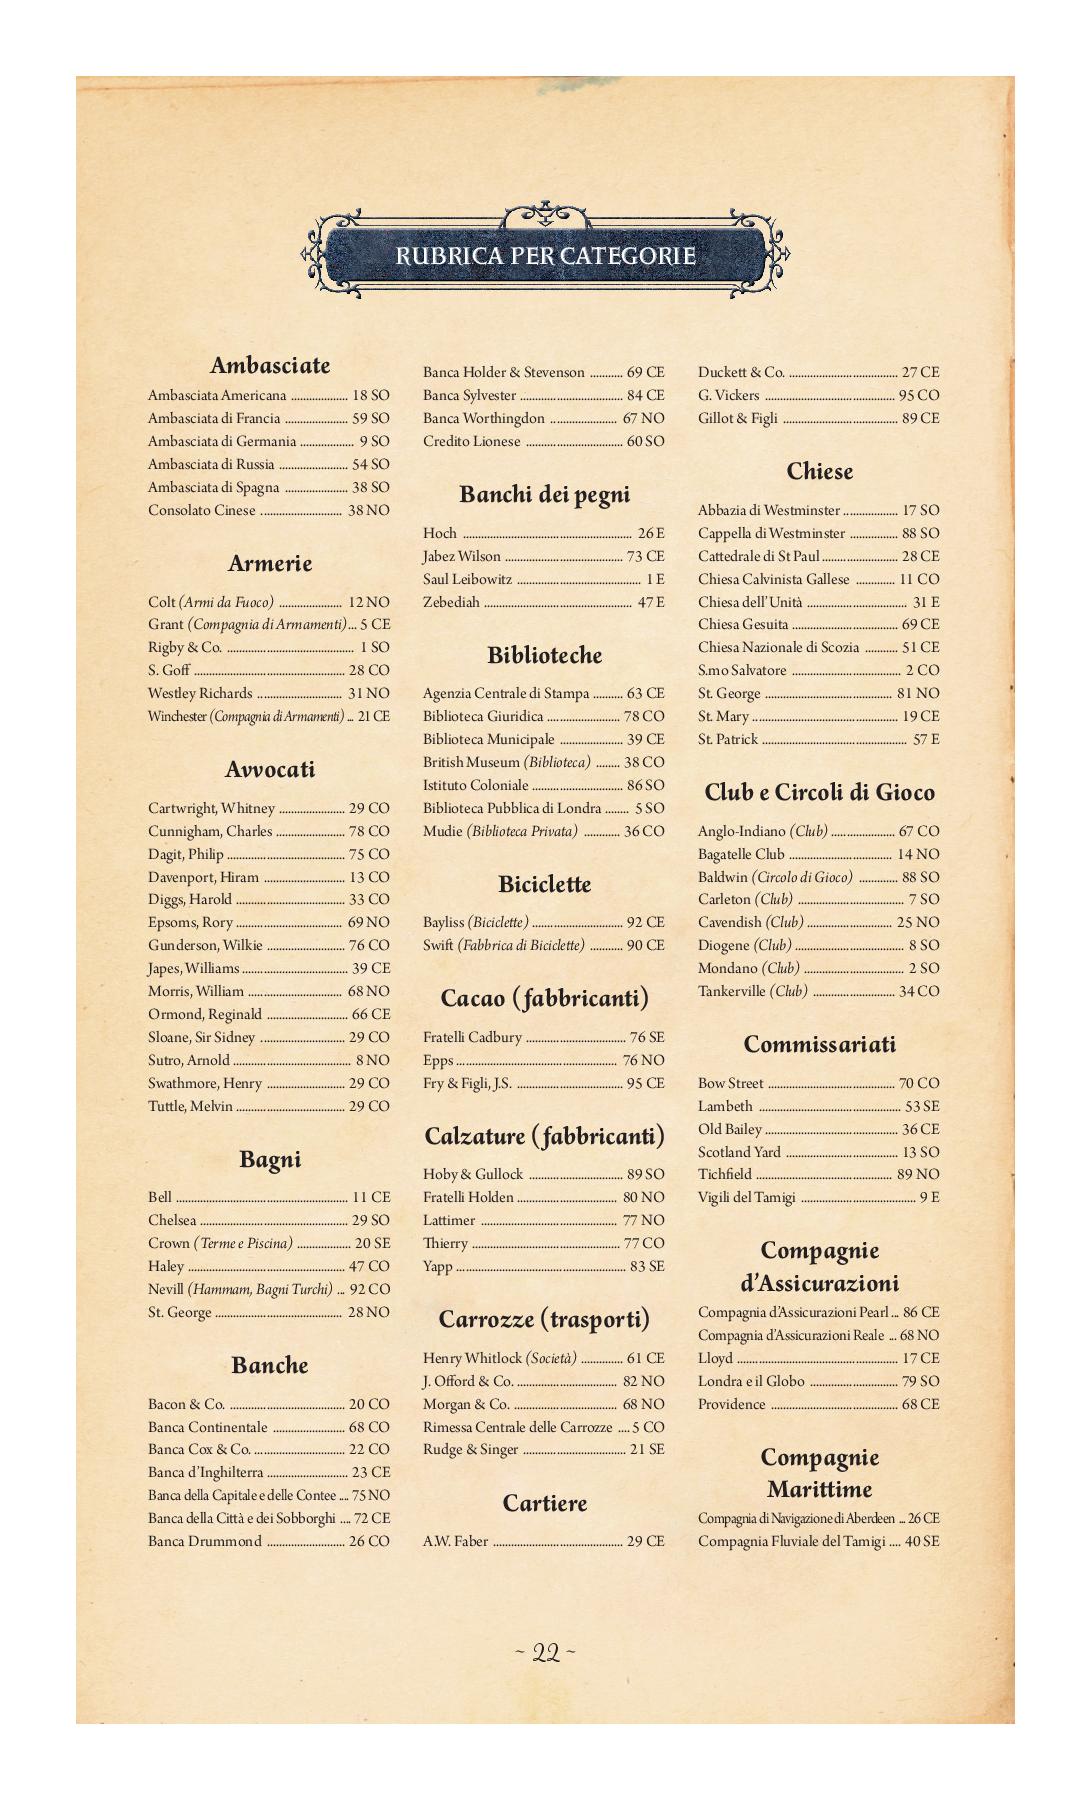 RUBRICA PER CATEGORIE
Ambasciate
Ambasciata Americana ................ 18 SO
Ambasciata di Francia .................. 59 SO
Ambasciata di Germania ............... 9 SO
Ambasciata di Russia .................... 54 SO
Ambasciata di Spagna .................. 38 SO
Consolato Cinese ....................... 38 NO
Armerie
Colt (Armi da Fuoco) .................. 12 NO
Grant (Compagnia di Armamenti)... 5 CE
Rigby & Co. .................................... 1 SO
S. Goff ........................................... 28 CO
Westley Richards ........................ 31 NO
Winchester (Compagnia di Armamenti) ... 21 CE
Avvocati
Cartwright, Whitney ................... 29 CO
Cunnigham, Charles .................... 78 CO
Dagit, Philip .................................. 75 CO
Davenport, Hiram ........................ 13 CO
Diggs, Harold ............................... 33 CO
Epsoms, Rory ............................... 69 NO
Gunderson, Wilkie ....................... 76 CO
Japes, Williams .............................. 39 CE
Morris, William ........................... 68 NO
Ormond, Reginald ....................... 66 CE
Sloane, Sir Sidney ........................ 29 CO
Sutro, Arnold .................................. 8 NO
Swathmore, Henry ....................... 29 CO
Tuttle, Melvin ............................... 29 CO
Bagni
Bell ................................................. 11 CE
Chelsea .......................................... 29 SO
Crown (Terme e Piscina) ............... 20 SE
Haley ............................................. 47 CO
Nevill (Hammam, Bagni Turchi) ... 92 CO
St. George .................................... 28 NO
Banche
Bacon & Co. ................................. 20 CO
Banca Continentale .................... 68 CO
Banca Cox & Co. .......................... 22 CO
Banca d'Inghilterra ...................... 23 CE
Banca della Capitale e delle Contee ... 75 NO
Banca della Città e dei Sobborghi .... 72 CE
Banca Drummond ...................... 26 CO
Banca Holder & Stevenson .......... 69 CE
Banca Sylvester .............................. 84 CE
Banca Worthingdon ................... 67 NO
Credito Lionese ........................... 60 SO
Banchi dei pegni
Hoch ................................................ 26 E
Jabez Wilson .................................. 73 CE
Saul Leibowitz ................................... 1 E
Zebediah .......................................... 47 E
Biblioteche
Agenzia Centrale di Stampa ......... 63 CE
Biblioteca Giuridica ..................... 78 CO
Biblioteca Municipale .................. 39 CE
British Museum (Biblioteca) ....... 38 CO
Istituto Coloniale .......................... 86 SO
Biblioteca Pubblica di Londra ....... 5 SO
Mudie (Biblioteca Privata) .......... 36 CO
Biciclette
Bayliss (Biciclette) .......................... 92 CE
Swift (Fabbrica di Biciclette) ......... 90 CE
Cacao (fabbricanti)
Fratelli Cadbury ............................ 76 SE
Epps .............................................. 76 NO
Fry & Figli, J.S. .............................. 95 CE
Calzature (fabbricanti)
Hoby & Gullock ........................... 89 SO
Fratelli Holden ............................. 80 NO
Lattimer ....................................... 77 NO
Thierry .......................................... 77 CO
Yapp ................................................ 83 SE
Carrozze (trasporti)
Henry Whitlock (Società) ............ 61 CE
J. Offord & Co. ............................. 82 NO
Morgan & Co. .............................. 68 NO
Rimessa Centrale delle Carrozze .... 5 CO
Rudge & Singer .............................. 21 SE
Cartiere
A.W. Faber ..................................... 29 CE
Duckett & Co. ............................... 27 CE
G. Vickers ..................................... 95 CO
Gillot & Figli ................................. 89 CE
Chiese
Abbazia di Westminster ............... 17 SO
Cappella di Westminster ............. 88 SO
Cattedrale di St Paul ...................... 28 CE
Chiesa Calvinista Gallese ........... 11 CO
Chiesa dell'Unità ............................ 31 E
Chiesa Gesuita .............................. 69 CE
Chiesa Nazionale di Scozia ......... 51 CE
S.mo Salvatore ................................ 2 CO
St. George ..................................... 81 NO
St. Mary .......................................... 19 CE
St. Patrick ......................................... 57 E
Club e Circoli di Gioco
Anglo-Indiano (Club) .................. 67 CO
Bagatelle Club ............................. 14 NO
Baldwin (Circolo di Gioco) ........... 88 SO
Carleton (Club) .............................. 7 SO
Cavendish (Club) ........................ 25 NO
Diogene (Club) ............................... 8 SO
Mondano (Club) ............................ 2 SO
Tankerville (Club) ....................... 34 CO
Commissariati
Bow Street .................................... 70 CO
Lambeth ........................................ 53 SE
Old Bailey ...................................... 36 CE
Scotland Yard ................................ 13 SO
Tichfield ....................................... 89 NO
Vigili del Tamigi ................................ 9 E
Compagnie
d'Assicurazioni
Compagnia d'Assicurazioni Pearl ... 86 CE
Compagnia d'Assicurazioni Reale ... 68 NO
Lloyd .............................................. 17 CE
Londra e il Globo ......................... 79 SO
Providence .................................... 68 CE
Compagnie
Marittime
Compagnia di Navigazione di Aberdeen ... 26 CE
Compagnia Fluviale del Tamigi .... 40 SE
~ 22 ~